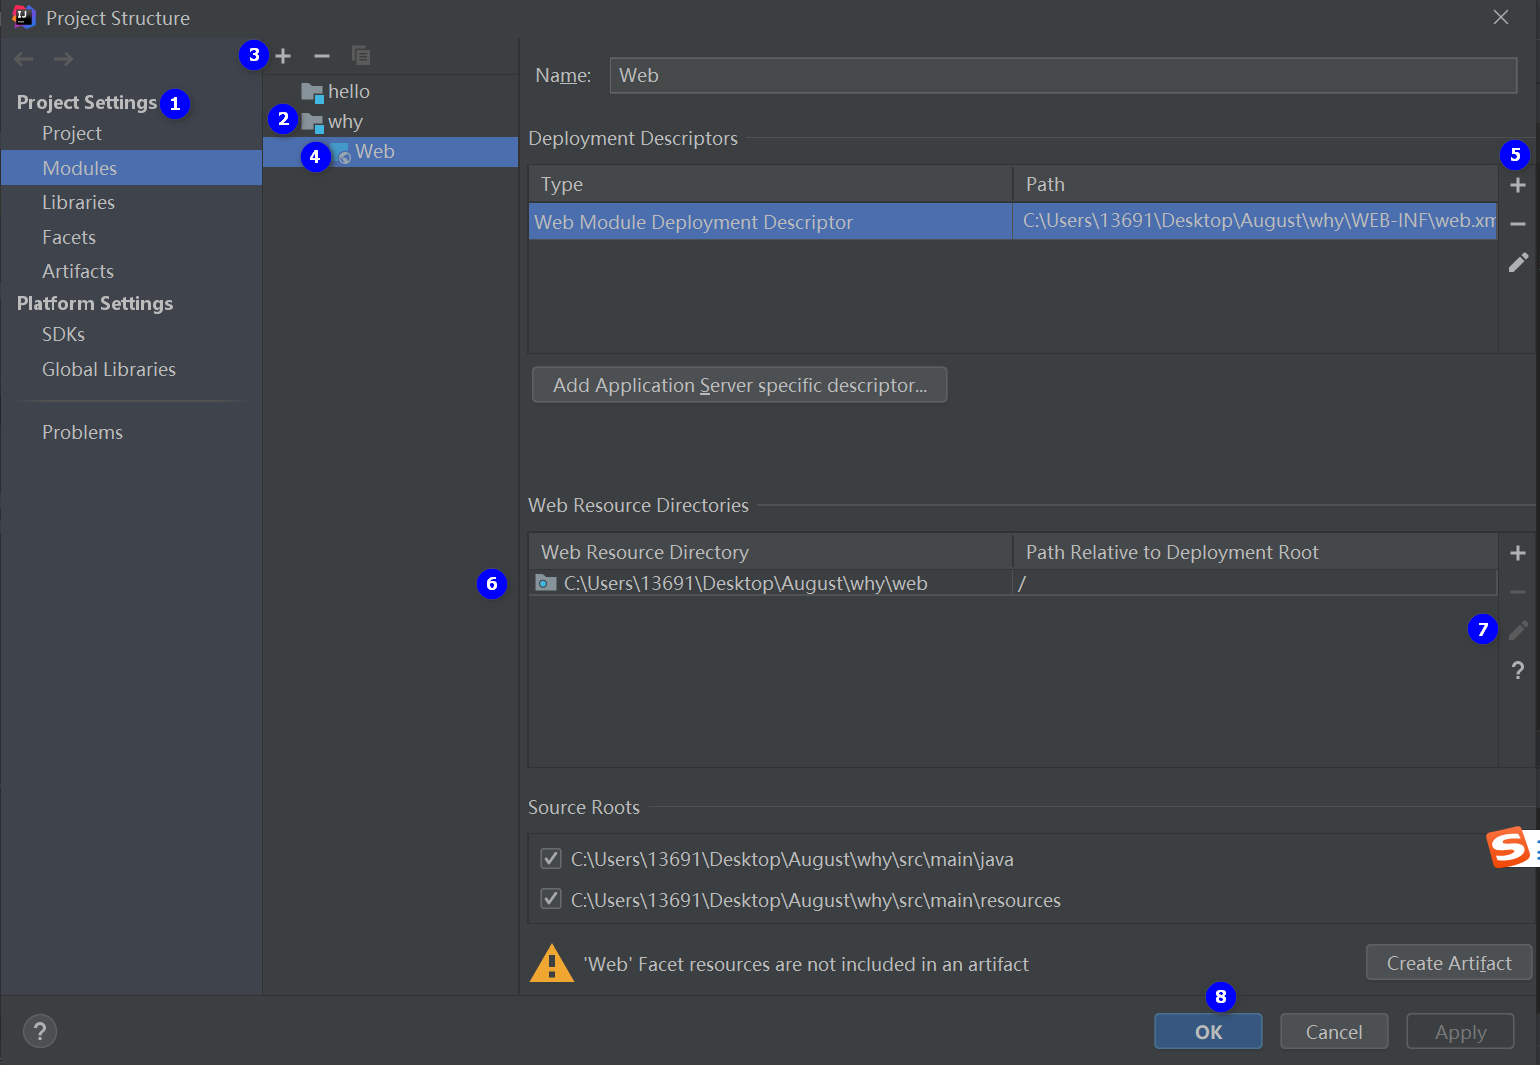 Project Structure
3
Project Settings 1
Project
Modules
Libraries
Facets
Artifacts
Platform Settings
SDKs
Global Libraries
Problems
hello
2 why
4 Web
Name: Web
Deployment Descriptors
5
Type Path
Web Module Deployment Descriptor C:\Users\13691\Desktop\August\why\WEB-INF\web.xm
Add Application Server specific descriptor...
Web Resource Directories
Web Resource Directory Path Relative to Deployment Root
6 C:\Users\13691\Desktop\August\why\web /
7
?
Source Roots
C:\Users\13691\Desktop\August\why\src\main\java
C:\Users\13691\Desktop\August\why\src\main\resources
'Web' Facet resources are not included in an artifact
Create Artifact
8
? OK Cancel Apply